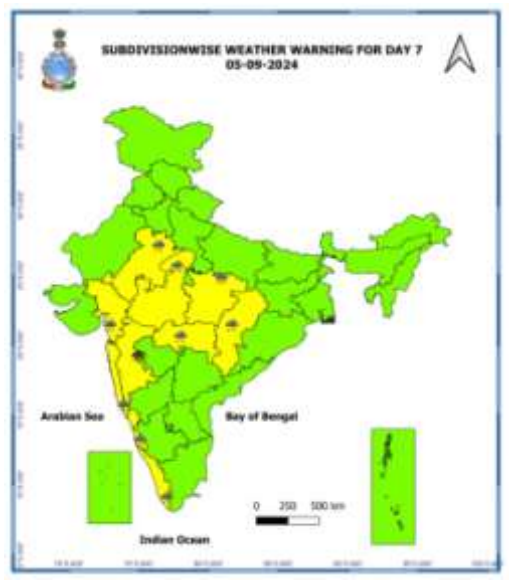 SUBDIVISIONWISE WEATHER WARNING FOR DAY 7
05-09-2024
Arabian Sea
Bay of Bengal
0 250 500 km
Indian Ocean